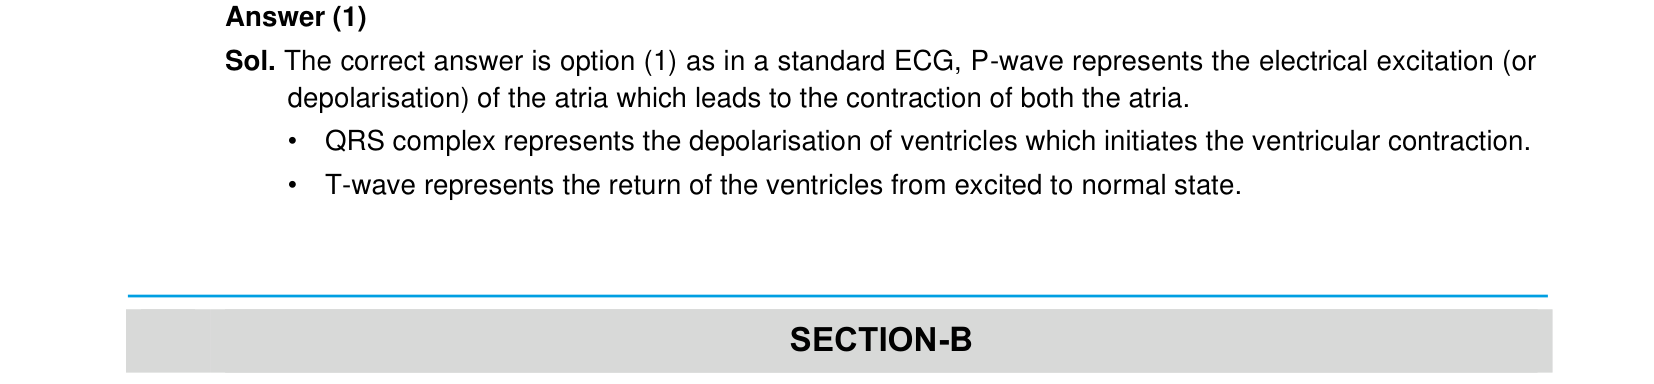 Answer (1)
Sol. The correct answer is option (1) as in a standard ECG, P-wave represents the electrical excitation (or
depolarisation) of the atria which leads to the contraction of both the atria.
• QRS complex represents the depolarisation of ventricles which initiates the ventricular contraction.
• T-wave represents the return of the ventricles from excited to normal state.
SECTION-B